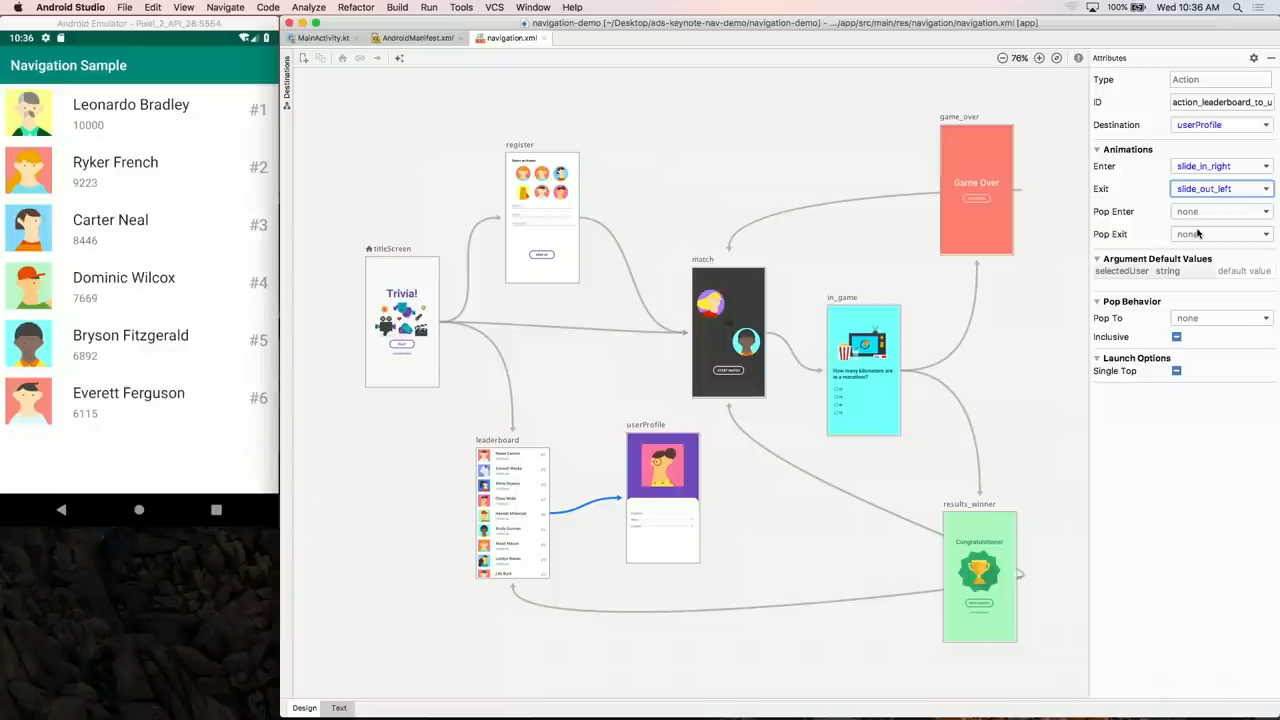 Android Studio File Edit View Navigate Code Analyze Refactor Build Run Tools VCS Window Help 100% Wed 10:36 AM
Android Emulator - Pixel_2_API_28:5554
navigation-demo [~/Desktop/ads-keynote-nav-demo/navigation-demo] - .../app/src/main/res/navigation/navigation.xml [app]
10:36
MainActivity.kt AndroidManifest.xml navigation.xml
Navigation Sample
Destinations
76%
Attributes
Leonardo Bradley
10000
#1
Ryker French
9223
#2
Carter Neal
8446
#3
Dominic Wilcox
7669
#4
Bryson Fitzgerald
6892
#5
Everett Ferguson
6115
#6
titleScreen
Trivia!
PLAY
register
SIGN UP
match
START MATCH
in_game
How many kilometers are
in a marathon?
game_over
Game Over
leaderboard
userProfile
results_winner
Congratulations!
Type Action
ID action_leaderboard_to_u
Destination userProfile
Animations
Enter slide_in_right
Exit slide_out_left
Pop Enter none
Pop Exit none
Argument Default Values
selectedUser string default value
Pop Behavior
Pop To none
Inclusive
Launch Options
Single Top
Design Text